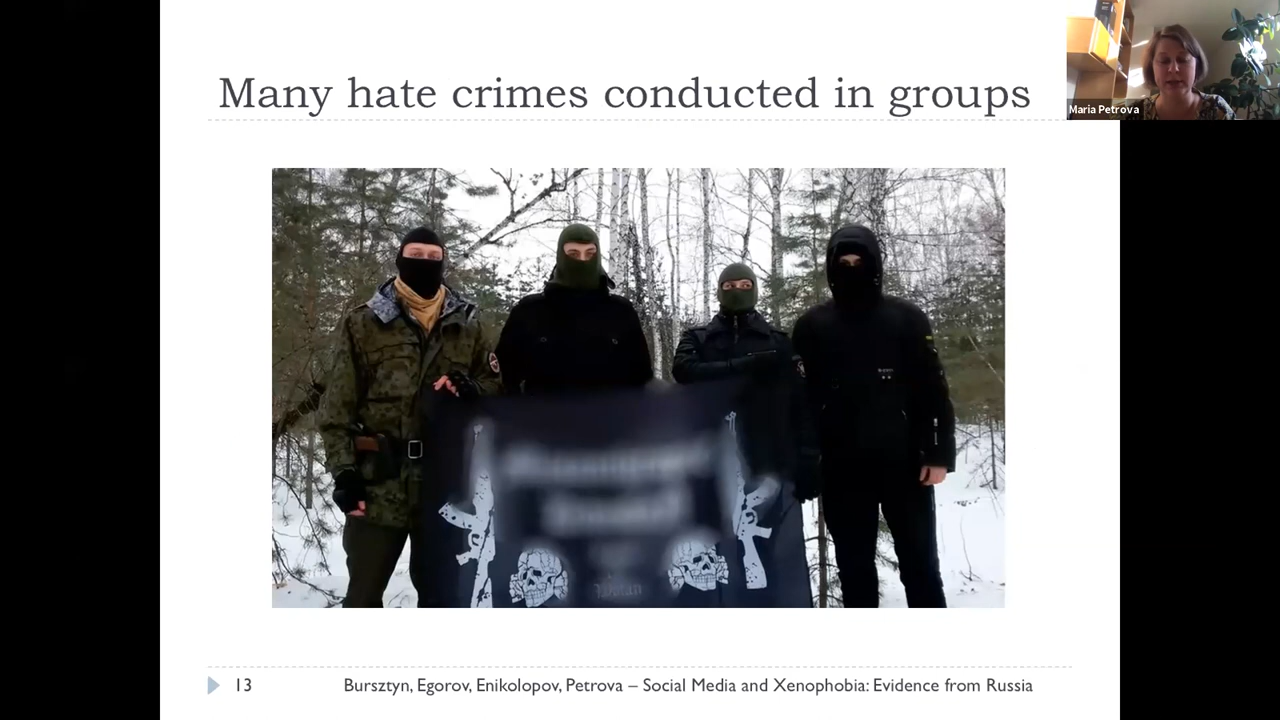 Many hate crimes conducted in groups
Maria Petrova
13
Bursztyn, Egorov, Enikolopov, Petrova – Social Media and Xenophobia: Evidence from Russia